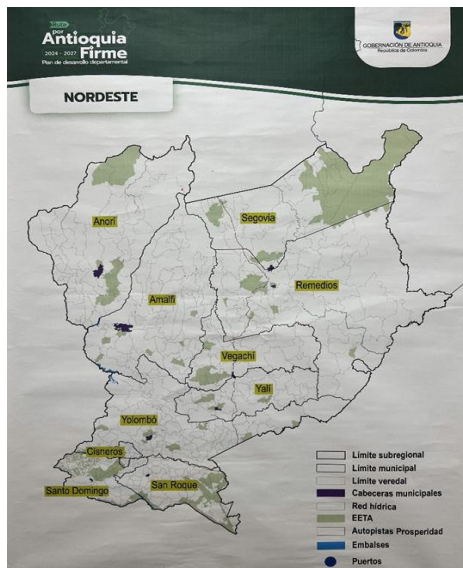 Ruta
por
Antioquia
2024 - 2027 Firme
Plan de desarrollo departamental
GOBERNACIÓN DE ANTIOQUIA
República de Colombia
NORDESTE
Anorí
Segovia
Remedios
Amalfi
Vegachí
Yalí
Yolombó
Cisneros
Santo Domingo
San Roque
Límite subregional
Límite municipal
Límite veredal
Cabeceras municipales
Red hídrica
EETA
Autopistas Prosperidad
Embalses
Puertos